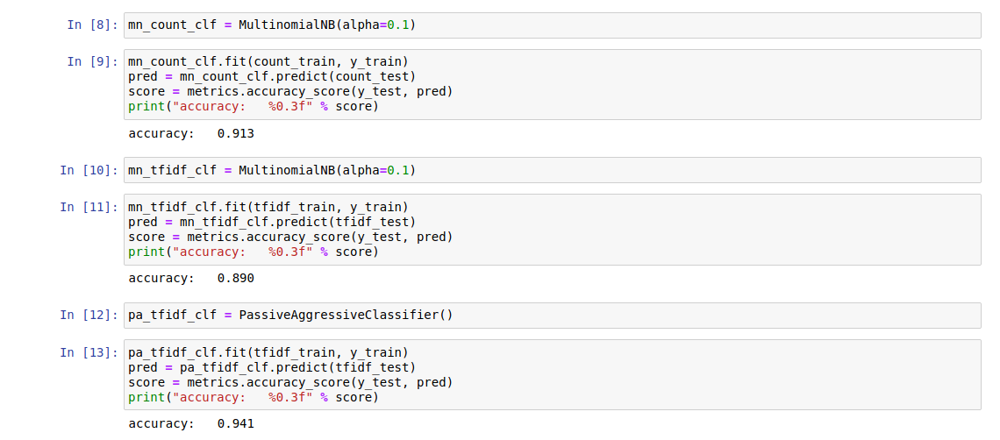 In [8]: mn_count_clf = MultinomialNB(alpha=0.1)
In [9]: mn_count_clf.fit(count_train, y_train)
pred = mn_count_clf.predict(count_test)
score = metrics.accuracy_score(y_test, pred)
print("accuracy:   %0.3f" % score)
accuracy:   0.913
In [10]: mn_tfidf_clf = MultinomialNB(alpha=0.1)
In [11]: mn_tfidf_clf.fit(tfidf_train, y_train)
pred = mn_tfidf_clf.predict(tfidf_test)
score = metrics.accuracy_score(y_test, pred)
print("accuracy:   %0.3f" % score)
accuracy:   0.890
In [12]: pa_tfidf_clf = PassiveAggressiveClassifier()
In [13]: pa_tfidf_clf.fit(tfidf_train, y_train)
pred = pa_tfidf_clf.predict(tfidf_test)
score = metrics.accuracy_score(y_test, pred)
print("accuracy:   %0.3f" % score)
accuracy:   0.941